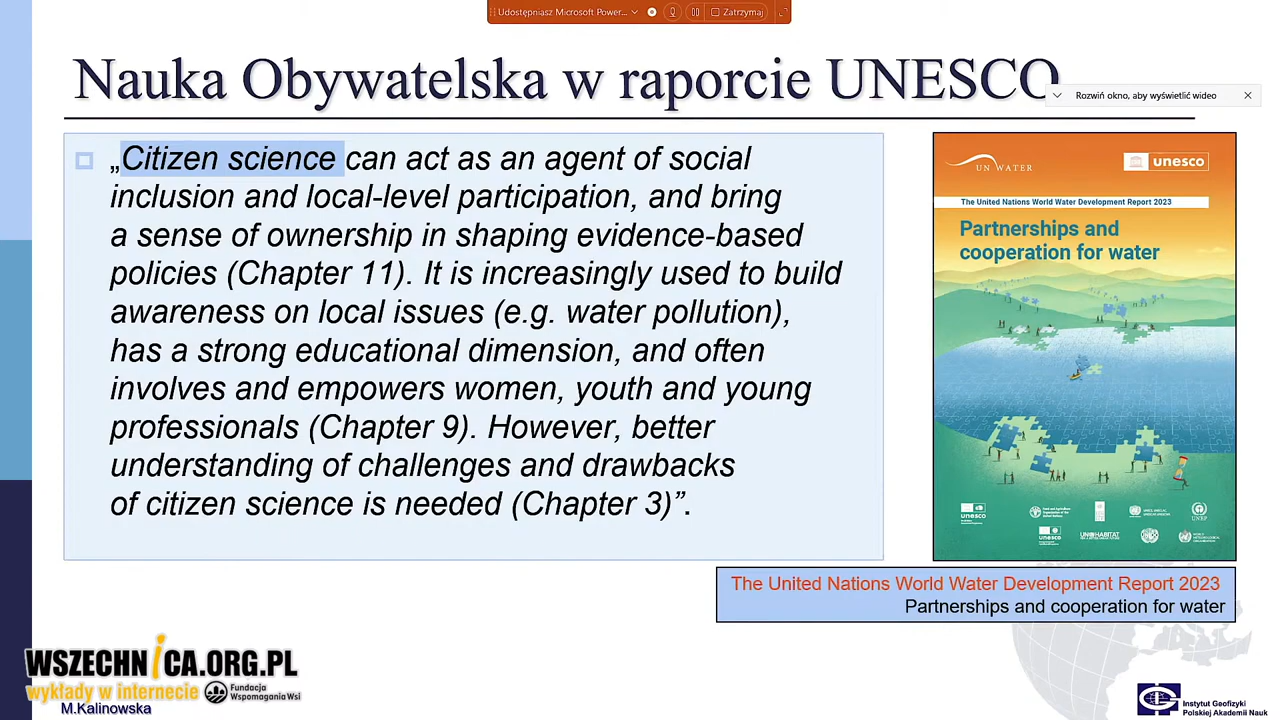 Udostępniasz Microsoft Power...
Zatrzymaj
Nauka Obywatelska w raporcie UNESCO
Rozwiń okno, aby wyświetlić wideo
„Citizen science can act as an agent of social
inclusion and local-level participation, and bring
a sense of ownership in shaping evidence-based
policies (Chapter 11). It is increasingly used to build
awareness on local issues (e.g. water pollution),
has a strong educational dimension, and often
involves and empowers women, youth and young
professionals (Chapter 9). However, better
understanding of challenges and drawbacks
of citizen science is needed (Chapter 3)”.
UN WATER
unesco
The United Nations World Water Development Report 2023
Partnerships and
cooperation for water
unesco
UNEP
unesco
UN-HABITAT
The United Nations World Water Development Report 2023
Partnerships and cooperation for water
WSZECHNICA.ORG.PL
wykłady w internecie
Fundacja
Wspomagania Wsi
M.Kalinowska
Instytut Geofizyki
Polskiej Akademii Nauk